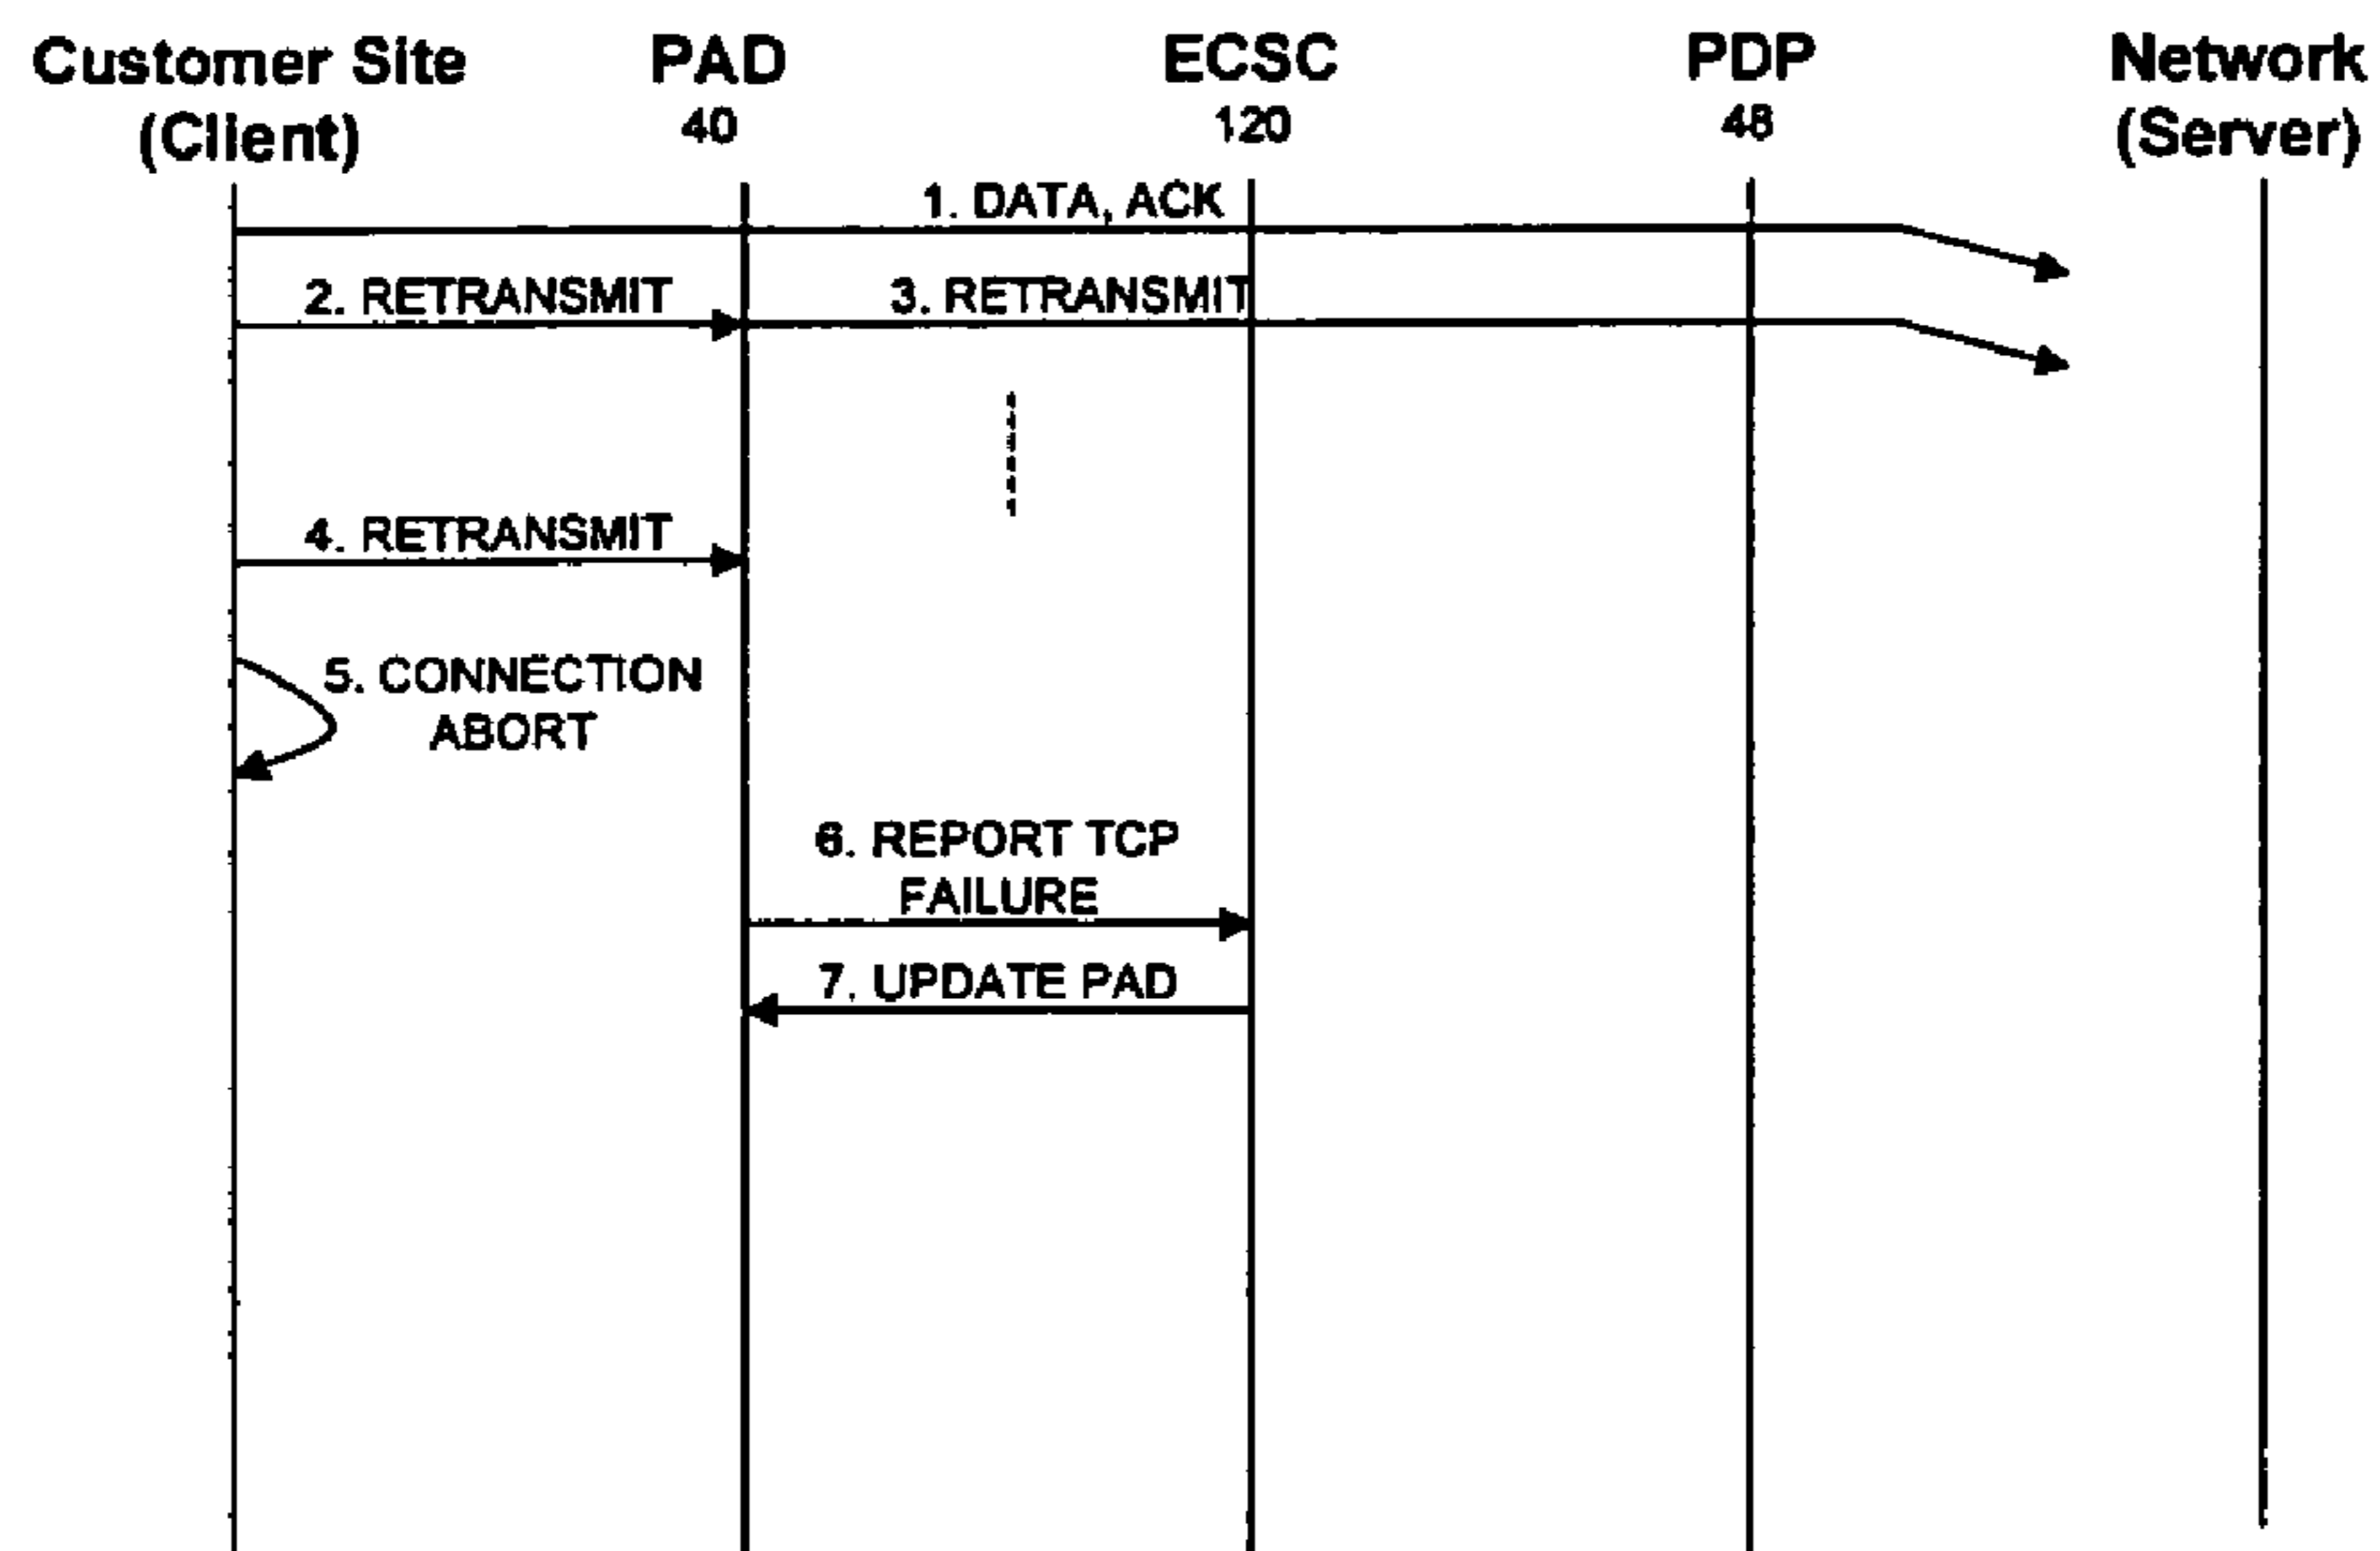 Customer Site PAD ECSC PDP Network
(Client) 40 120 48 (Server)
1. DATA, ACK
2. RETRANSMIT 3. RETRANSMIT
4. RETRANSMIT
5. CONNECTION
ABORT
6. REPORT TCP
FAILURE
7. UPDATE PAD